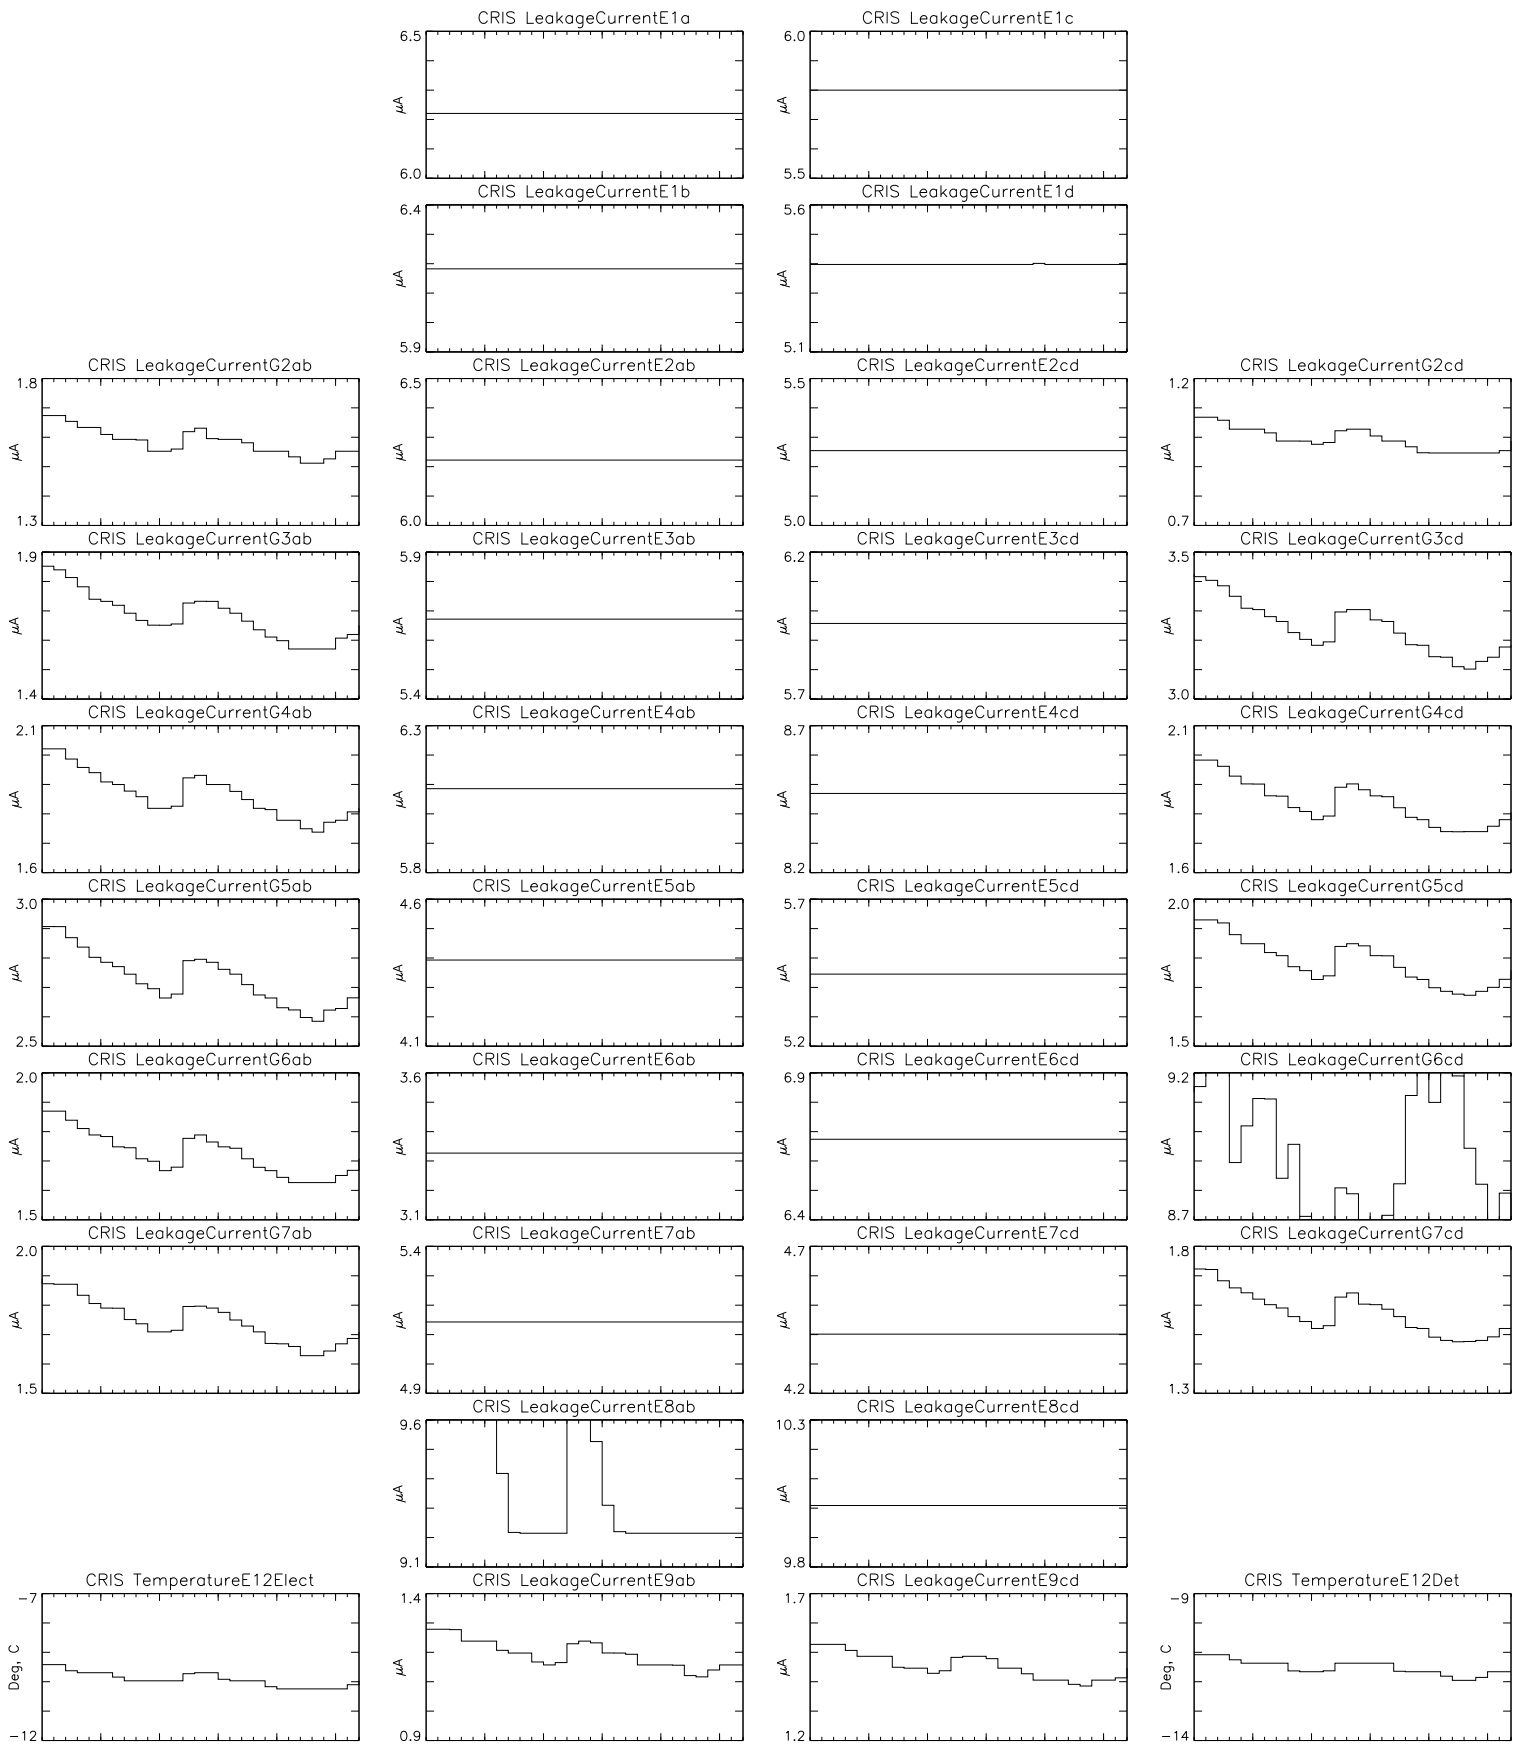 CRIS LeakageCurrentE1a
6.5
μA
6.0
CRIS LeakageCurrentE1c
6.0
μA
5.5
CRIS LeakageCurrentE1b
6.4
μA
5.9
CRIS LeakageCurrentE1d
5.6
μA
5.1
CRIS LeakageCurrentG2ab
1.8
μA
1.3
CRIS LeakageCurrentE2ab
6.5
μA
6.0
CRIS LeakageCurrentE2cd
5.5
μA
5.0
CRIS LeakageCurrentG2cd
1.2
μA
0.7
CRIS LeakageCurrentG3ab
1.9
μA
1.4
CRIS LeakageCurrentE3ab
5.9
μA
5.4
CRIS LeakageCurrentE3cd
6.2
μA
5.7
CRIS LeakageCurrentG3cd
3.5
μA
3.0
CRIS LeakageCurrentG4ab
2.1
μA
1.6
CRIS LeakageCurrentE4ab
6.3
μA
5.8
CRIS LeakageCurrentE4cd
8.7
μA
8.2
CRIS LeakageCurrentG4cd
2.1
μA
1.6
CRIS LeakageCurrentG5ab
3.0
μA
2.5
CRIS LeakageCurrentE5ab
4.6
μA
4.1
CRIS LeakageCurrentE5cd
5.7
μA
5.2
CRIS LeakageCurrentG5cd
2.0
μA
1.5
CRIS LeakageCurrentG6ab
2.0
μA
1.5
CRIS LeakageCurrentE6ab
3.6
μA
3.1
CRIS LeakageCurrentE6cd
6.9
μA
6.4
CRIS LeakageCurrentG6cd
9.2
μA
8.7
CRIS LeakageCurrentG7ab
2.0
μA
1.5
CRIS LeakageCurrentE7ab
5.4
μA
4.9
CRIS LeakageCurrentE7cd
4.7
μA
4.2
CRIS LeakageCurrentG7cd
1.8
μA
1.3
CRIS LeakageCurrentE8ab
9.6
μA
9.1
CRIS LeakageCurrentE8cd
10.3
μA
9.8
CRIS TemperatureE12Elect
−7
Deg, C
−12
CRIS LeakageCurrentE9ab
1.4
μA
0.9
CRIS LeakageCurrentE9cd
1.7
μA
1.2
CRIS TemperatureE12Det
−9
Deg, C
−14